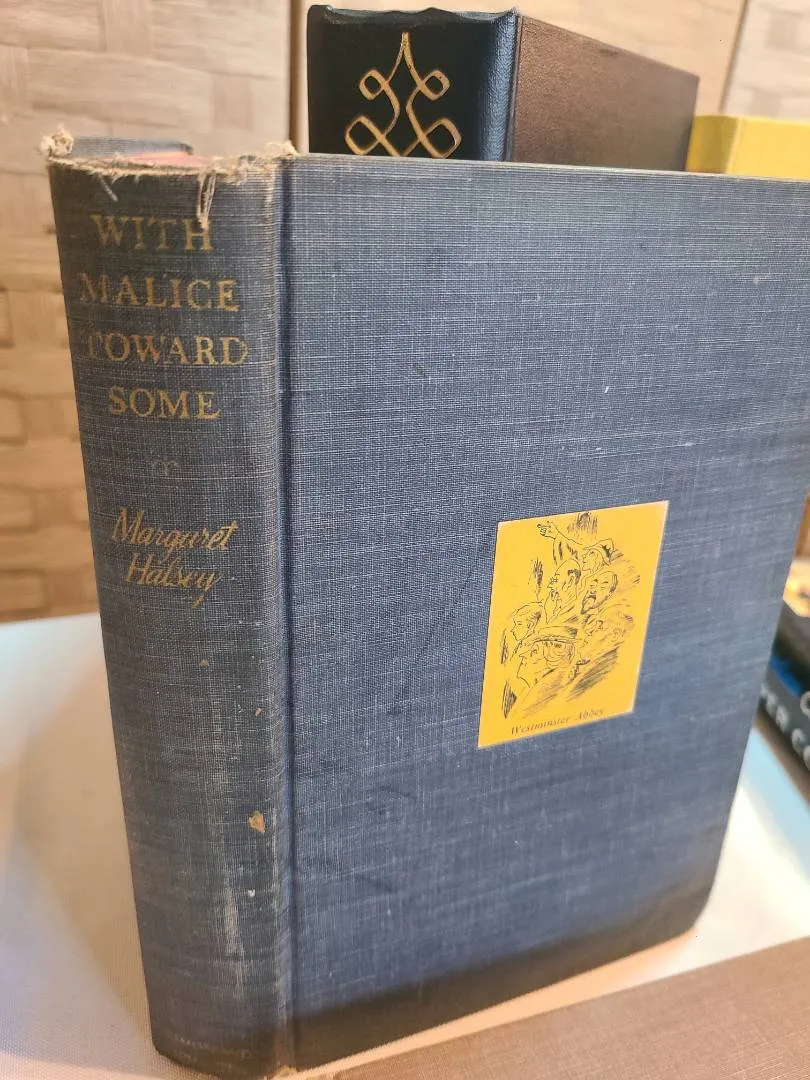 WITH
MALICE
TOWARD
SOME
Margaret
Halsey
Westminster Abbey